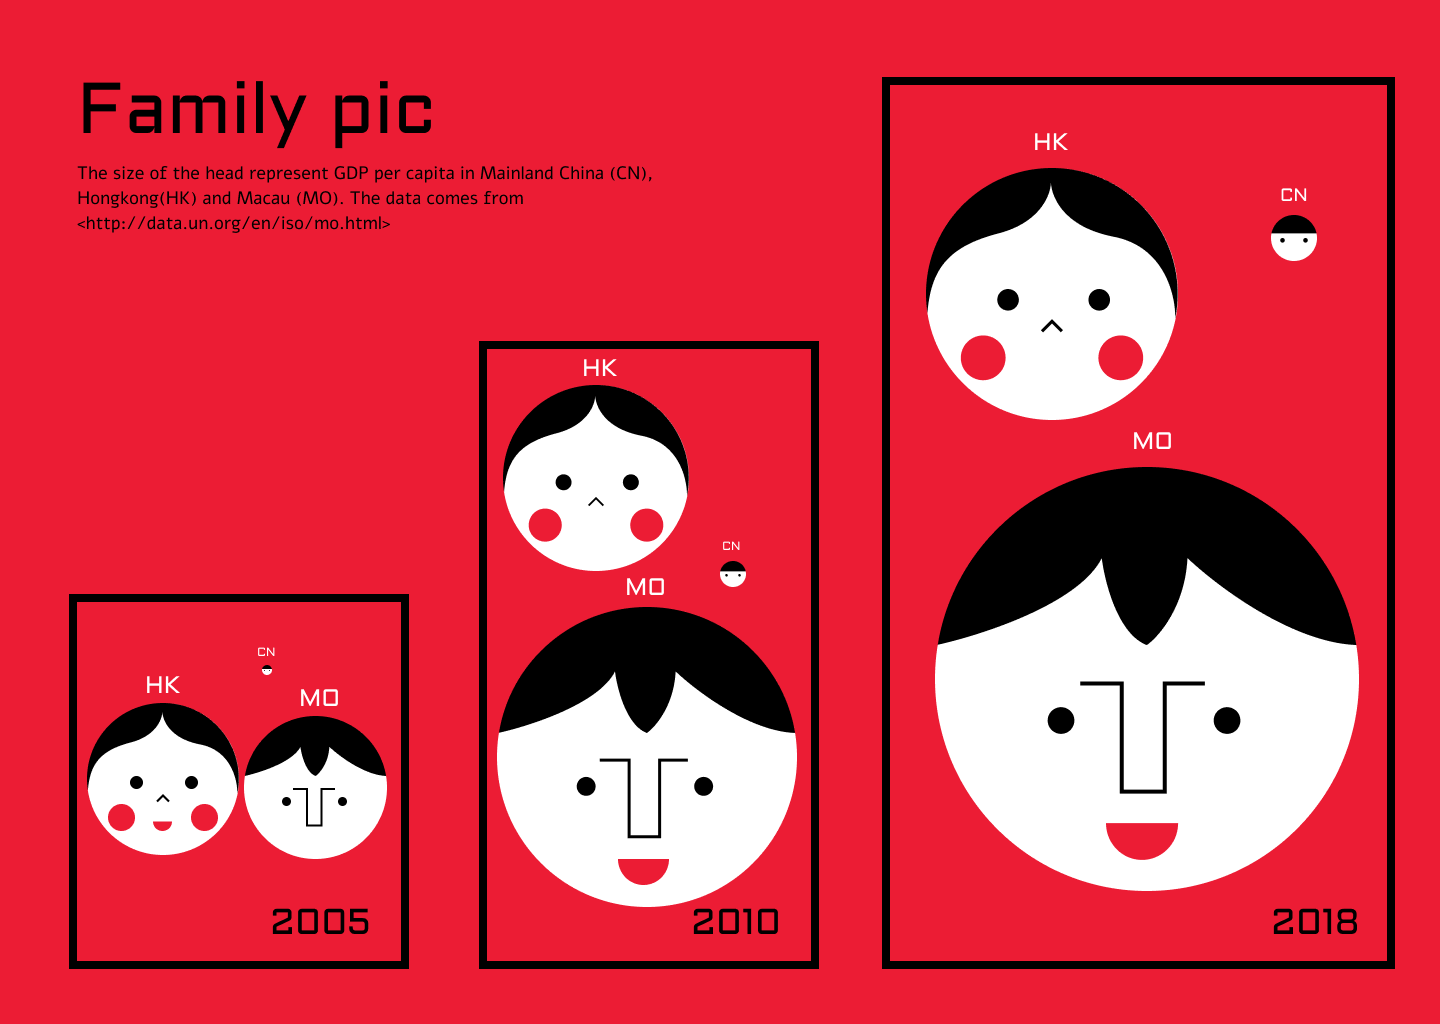 Family pic
The size of the head represent GDP per capita in Mainland China (CN),
Hongkong(HK) and Macau (MO). The data comes from
<http://data.un.org/en/iso/mo.html>
CN
HK
MO
2005
HK
CN
MO
2010
HK
CN
MO
2018